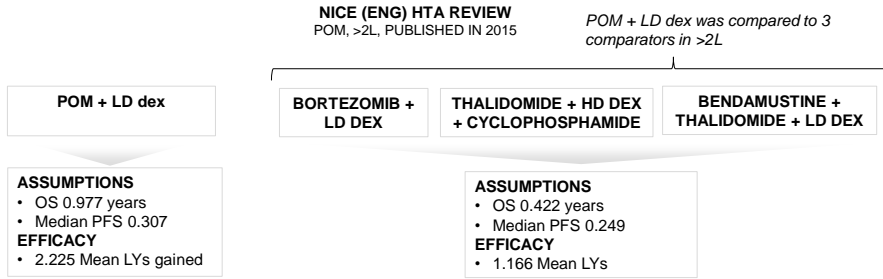 NICE (ENG) HTA REVIEW
POM, >2L, PUBLISHED IN 2015
POM + LD dex was compared to 3
comparators in >2L
POM + LD dex
BORTEZOMIB +
LD DEX
THALIDOMIDE + HD DEX
+ CYCLOPHOSPHAMIDE
BENDAMUSTINE +
THALIDOMIDE + LD DEX
ASSUMPTIONS
• OS 0.977 years
• Median PFS 0.307
EFFICACY
• 2.225 Mean LYs gained
ASSUMPTIONS
• OS 0.422 years
• Median PFS 0.249
EFFICACY
• 1.166 Mean LYs